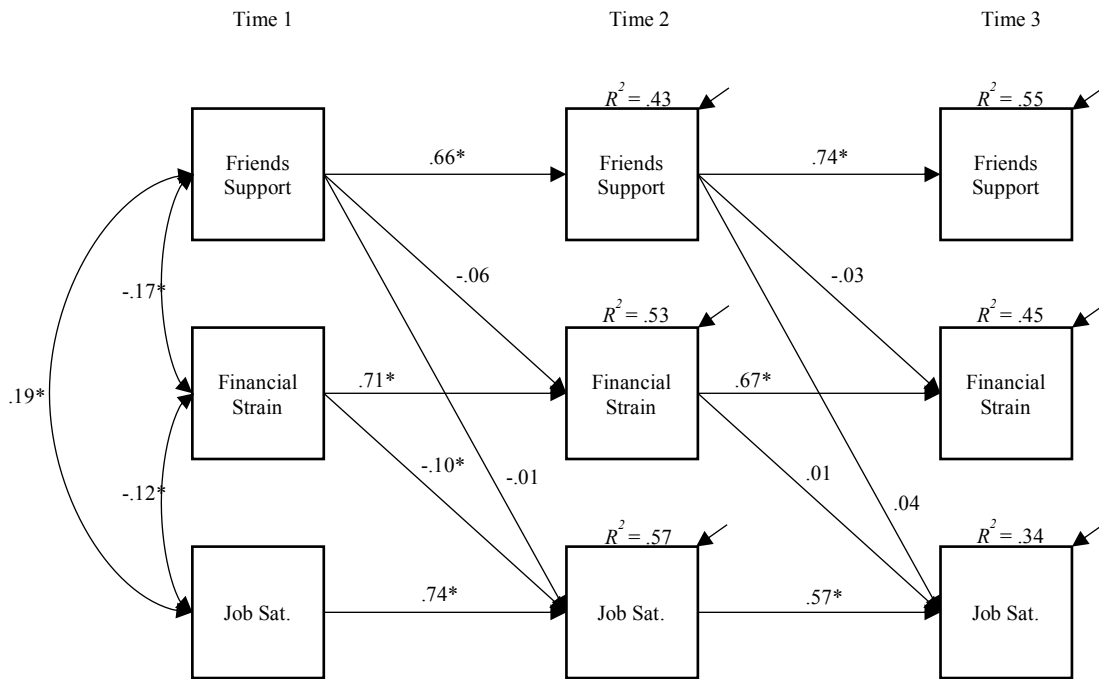 Time 1
Time 2
Time 3
R² = .43
R² = .55
Friends
Support
.66*
Friends
Support
.74*
Friends
Support
-.17*
-.06
-.03
R² = .53
R² = .45
.19*
Financial
Strain
.71*
Financial
Strain
.67*
Financial
Strain
-.12*
-.10*
-.01
.01
.04
R² = .57
R² = .34
Job Sat.
.74*
Job Sat.
.57*
Job Sat.